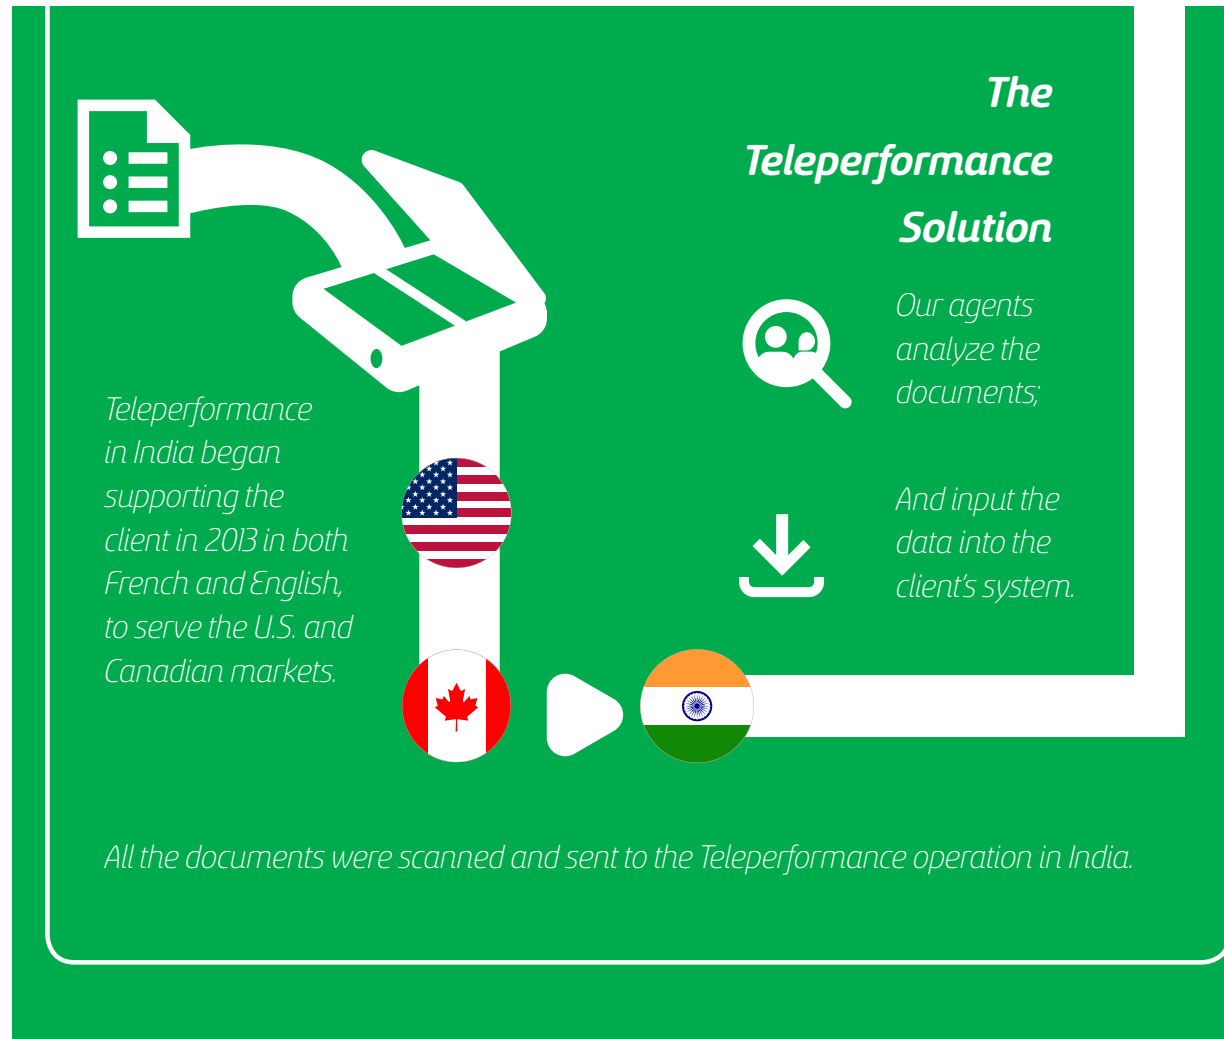 The
Teleperformance
Solution
Our agents
analyze the
documents;
And input the
data into the
client's system.
Teleperformance
in India began
supporting the
client in 2013 in both
French and English,
to serve the U.S. and
Canadian markets.
All the documents were scanned and sent to the Teleperformance operation in India.